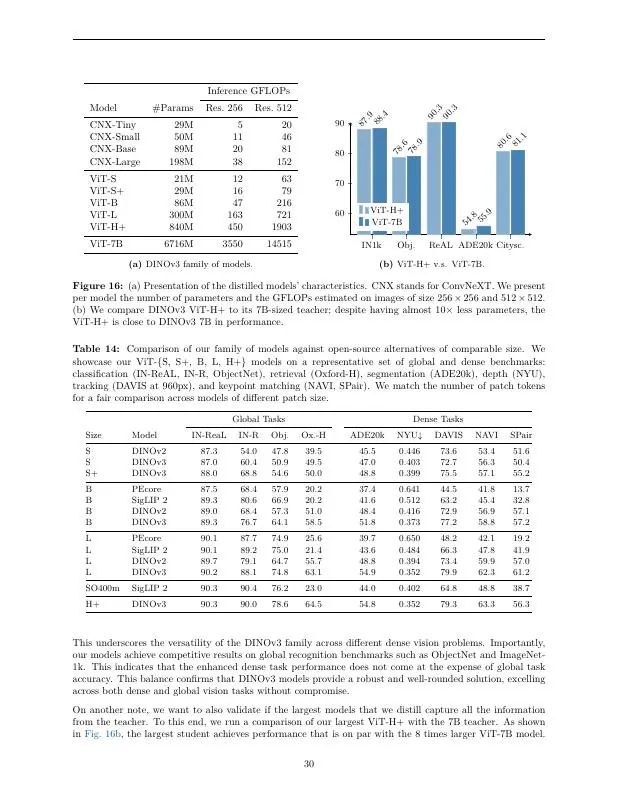 Inference GFLOPs
Model #Params Res. 256 Res. 512
CNX-Tiny 29M 5 20
CNX-Small 50M 11 46
CNX-Base 89M 20 81
CNX-Large 198M 38 152
ViT-S 21M 12 63
ViT-S+ 29M 16 79
ViT-B 86M 47 216
ViT-L 300M 163 721
ViT-H+ 840M 450 1903
ViT-7B 6716M 3550 14515
(a) DINOv3 family of models.
90
80
70
60
87.9 88.4 78.6 78.9 90.3 90.3 54.8 55.9 80.6 81.1
ViT-H+
ViT-7B
IN1k Obj. ReAL ADE20k Citysc.
(b) ViT-H+ v.s. ViT-7B.
Figure 16: (a) Presentation of the distilled models' characteristics. CNX stands for ConvNeXT. We present
per model the number of parameters and the GFLOPs estimated on images of size 256 × 256 and 512 × 512.
(b) We compare DINOv3 ViT-H+ to its 7B-sized teacher; despite having almost 10× less parameters, the
ViT-H+ is close to DINOv3 7B in performance.
Table 14: Comparison of our family of models against open-source alternatives of comparable size. We
showcase our ViT-{S, S+, B, L, H+} models on a representative set of global and dense benchmarks:
classification (IN-ReAL, IN-R, ObjectNet), retrieval (Oxford-H), segmentation (ADE20k), depth (NYU),
tracking (DAVIS at 960px), and keypoint matching (NAVI, SPair). We match the number of patch tokens
for a fair comparison across models of different patch size.
Global Tasks Dense Tasks
Size Model IN-ReaL IN-R Obj. Ox.-H ADE20k NYU↓ DAVIS NAVI SPair
S DINOv2 87.3 54.0 47.8 39.5 45.5 0.446 73.6 53.4 51.6
S DINOv3 87.0 60.4 50.9 49.5 47.0 0.403 72.7 56.3 50.4
S+ DINOv3 88.0 68.8 54.6 50.0 48.8 0.399 75.5 57.1 55.2
B PEcore 87.5 68.4 57.9 20.2 37.4 0.641 44.5 41.8 13.7
B SigLIP 2 89.3 80.6 66.9 20.2 41.6 0.512 63.2 45.4 32.8
B DINOv2 89.0 68.4 57.3 51.0 48.4 0.416 72.9 56.9 57.1
B DINOv3 89.3 76.7 64.1 58.5 51.8 0.373 77.2 58.8 57.2
L PEcore 90.1 87.7 74.9 25.6 39.7 0.650 48.2 42.1 19.2
L SigLIP 2 90.1 89.2 75.0 21.4 43.6 0.484 66.3 47.8 41.9
L DINOv2 89.7 79.1 64.7 55.7 48.8 0.394 73.4 59.9 57.0
L DINOv3 90.2 88.1 74.8 63.1 54.9 0.352 79.9 62.3 61.2
SO400m SigLIP 2 90.3 90.4 76.2 23.0 44.0 0.402 64.8 48.8 38.7
H+ DINOv3 90.3 90.0 78.6 64.5 54.8 0.352 79.3 63.3 56.3
This underscores the versatility of the DINOv3 family across different dense vision problems. Importantly,
our models achieve competitive results on global recognition benchmarks such as ObjectNet and ImageNet-
1k. This indicates that the enhanced dense task performance does not come at the expense of global task
accuracy. This balance confirms that DINOv3 models provide a robust and well-rounded solution, excelling
across both dense and global vision tasks without compromise.
On another note, we want to also validate if the largest models that we distill capture all the information
from the teacher. To this end, we run a comparison of our largest ViT-H+ with the 7B teacher. As shown
in Fig. 16b, the largest student achieves performance that is on par with the 8 times larger ViT-7B model.
30